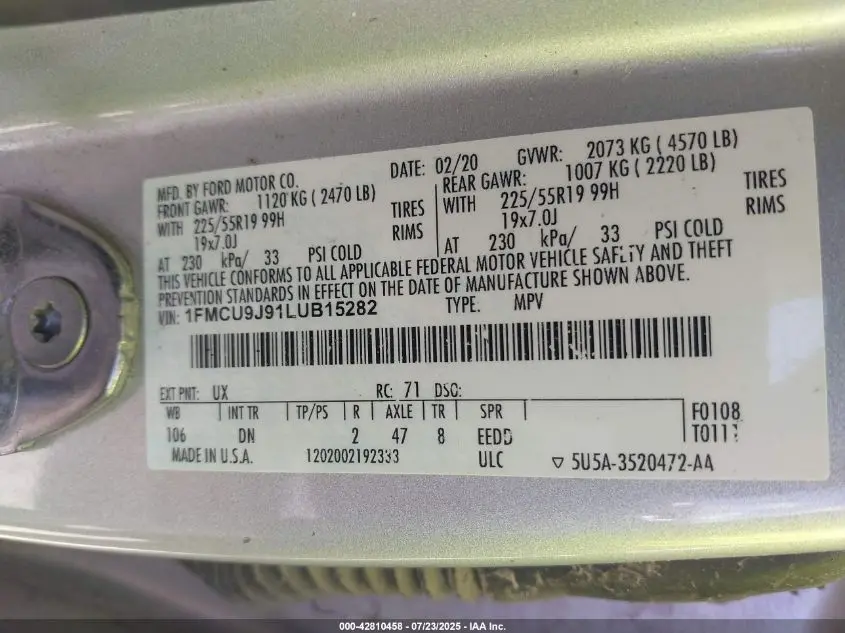 MFD. BY FORD MOTOR CO. DATE: 02/20 GVWR: 2073 KG ( 4570 LB)
FRONT GAWR: 1120 KG ( 2470 LB) REAR GAWR: 1007 KG ( 2220 LB)
WITH 225/55R19 99H TIRES WITH 225/55R19 99H TIRES
19x7.0J RIMS 19x7.0J RIMS
AT 230 kPa/ 33 PSI COLD AT 230 kPa/ 33 PSI COLD
THIS VEHICLE CONFORMS TO ALL APPLICABLE FEDERAL MOTOR VEHICLE SAFETY AND THEFT
PREVENTION STANDARDS IN EFFECT ON THE DATE OF MANUFACTURE SHOWN ABOVE.
VIN: 1FMCU9J91LUB15282 TYPE: MPV
EXT PNT: UX RC: 71 DSO:
WB INT TR TP/PS R AXLE TR SPR F0108
106 DN 2 47 8 EEDD
MADE IN U.S.A. 1202002192333 ULC ▽ 5U5A-3520472-AA
000-42810458 - 07/23/2025 - IAA Inc.